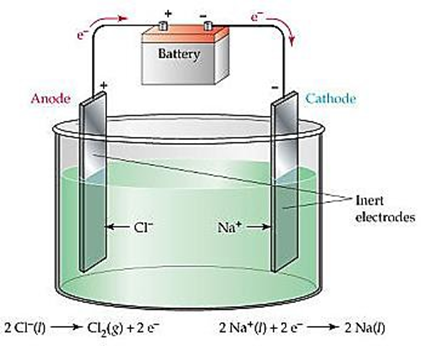 + -
e⁻ e⁻
Battery
Anode + - Cathode
Cl⁻ Na⁺
Inert
electrodes
2 Cl⁻(l) → Cl₂(g) + 2 e⁻ 2 Na⁺(l) + 2 e⁻ → 2 Na(l)